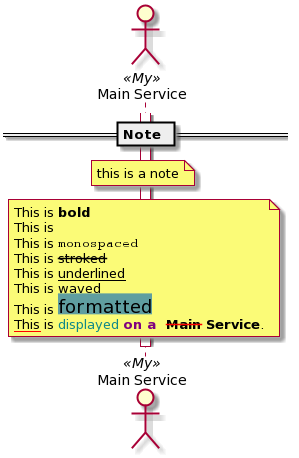 «My»
Main Service
Note
this is a note
This is bold
This is
This is monospaced
This is stroked
This is underlined
This is waved
This is formatted
This is displayed on a Main Service.
«My»
Main Service